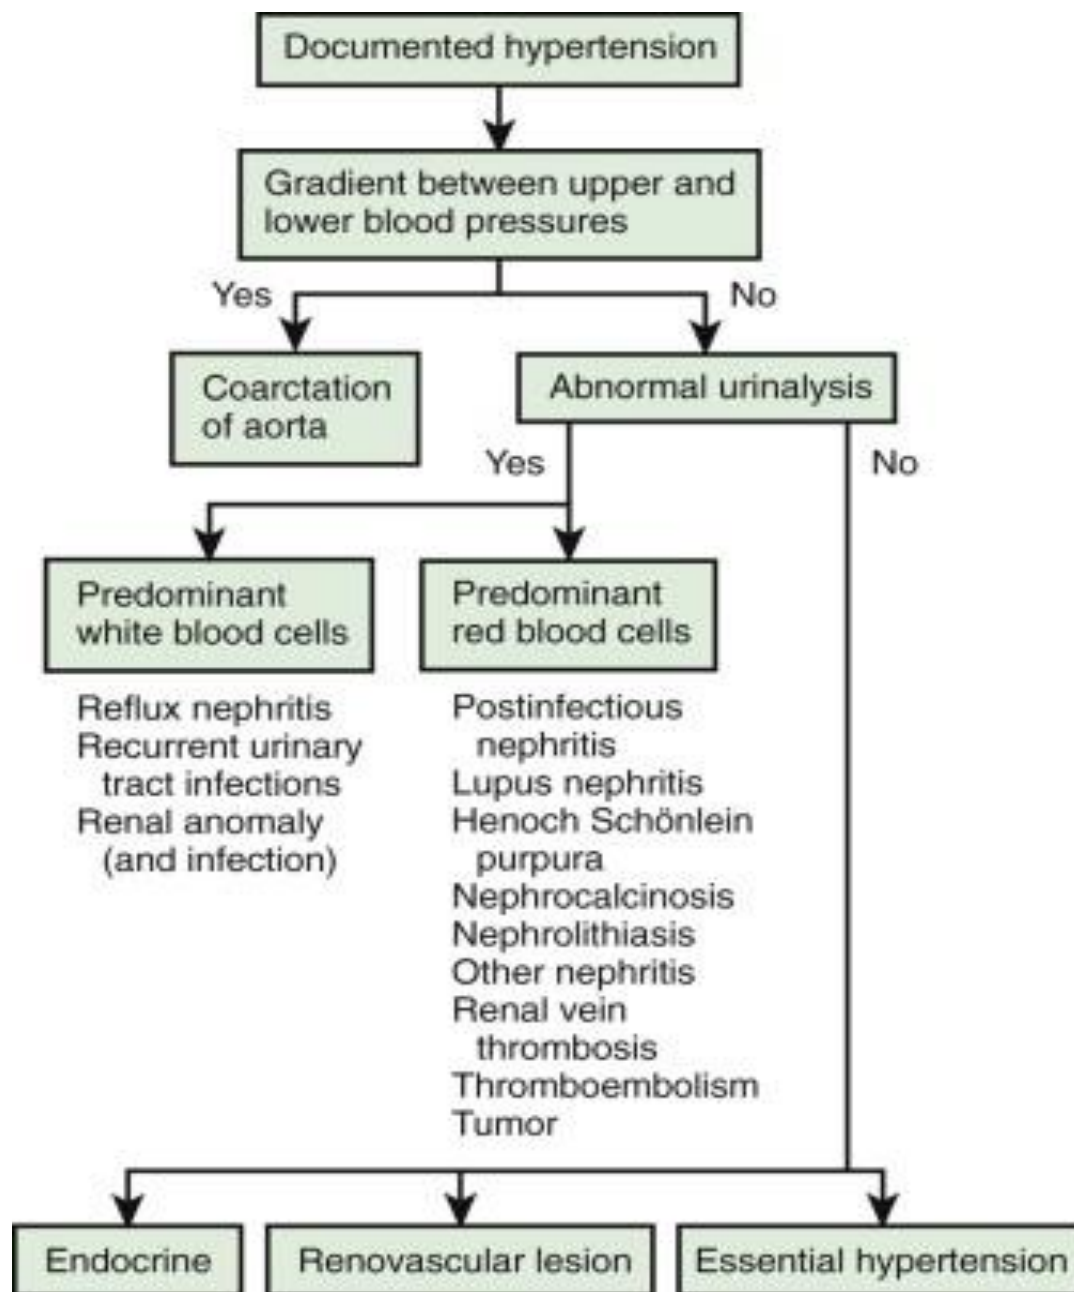 Documented hypertension
Gradient between upper and
lower blood pressures
Yes
No
Coarctation
of aorta
Abnormal urinalysis
Yes
No
Predominant
white blood cells
Reflux nephritis
Recurrent urinary
tract infections
Renal anomaly
(and infection)
Predominant
red blood cells
Postinfectious
nephritis
Lupus nephritis
Henoch Schönlein
purpura
Nephrocalcinosis
Nephrolithiasis
Other nephritis
Renal vein
thrombosis
Thromboembolism
Tumor
Endocrine
Renovascular lesion
Essential hypertension